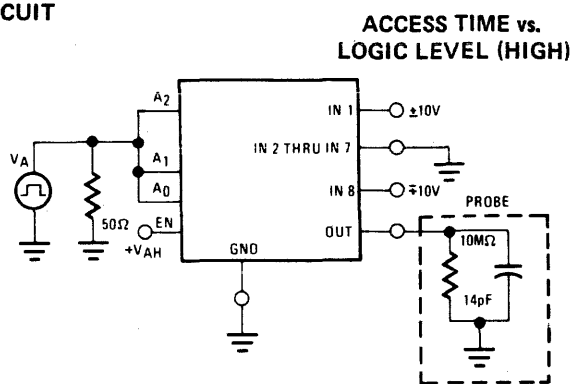 CUIT
ACCESS TIME vs.
LOGIC LEVEL (HIGH)
A2
IN 1
±10V
VA
A1
IN 2 THRU IN 7
A0
IN 8
∓10V
50Ω
EN
+VAH
OUT
PROBE
GND
10MΩ
14pF